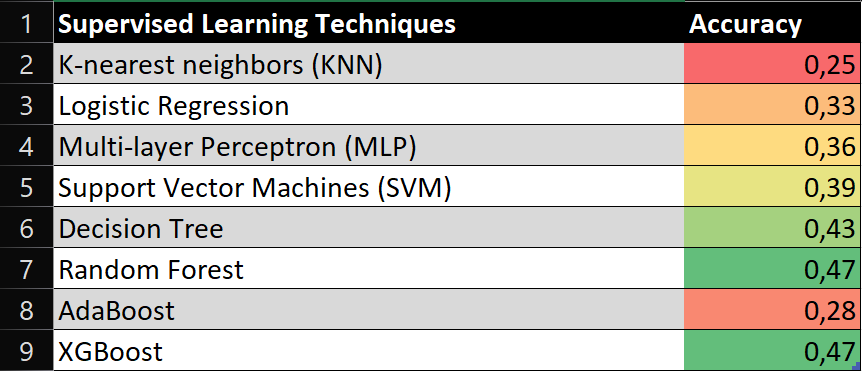 1 Supervised Learning Techniques Accuracy
2 K-nearest neighbors (KNN) 0,25
3 Logistic Regression 0,33
4 Multi-layer Perceptron (MLP) 0,36
5 Support Vector Machines (SVM) 0,39
6 Decision Tree 0,43
7 Random Forest 0,47
8 AdaBoost 0,28
9 XGBoost 0,47